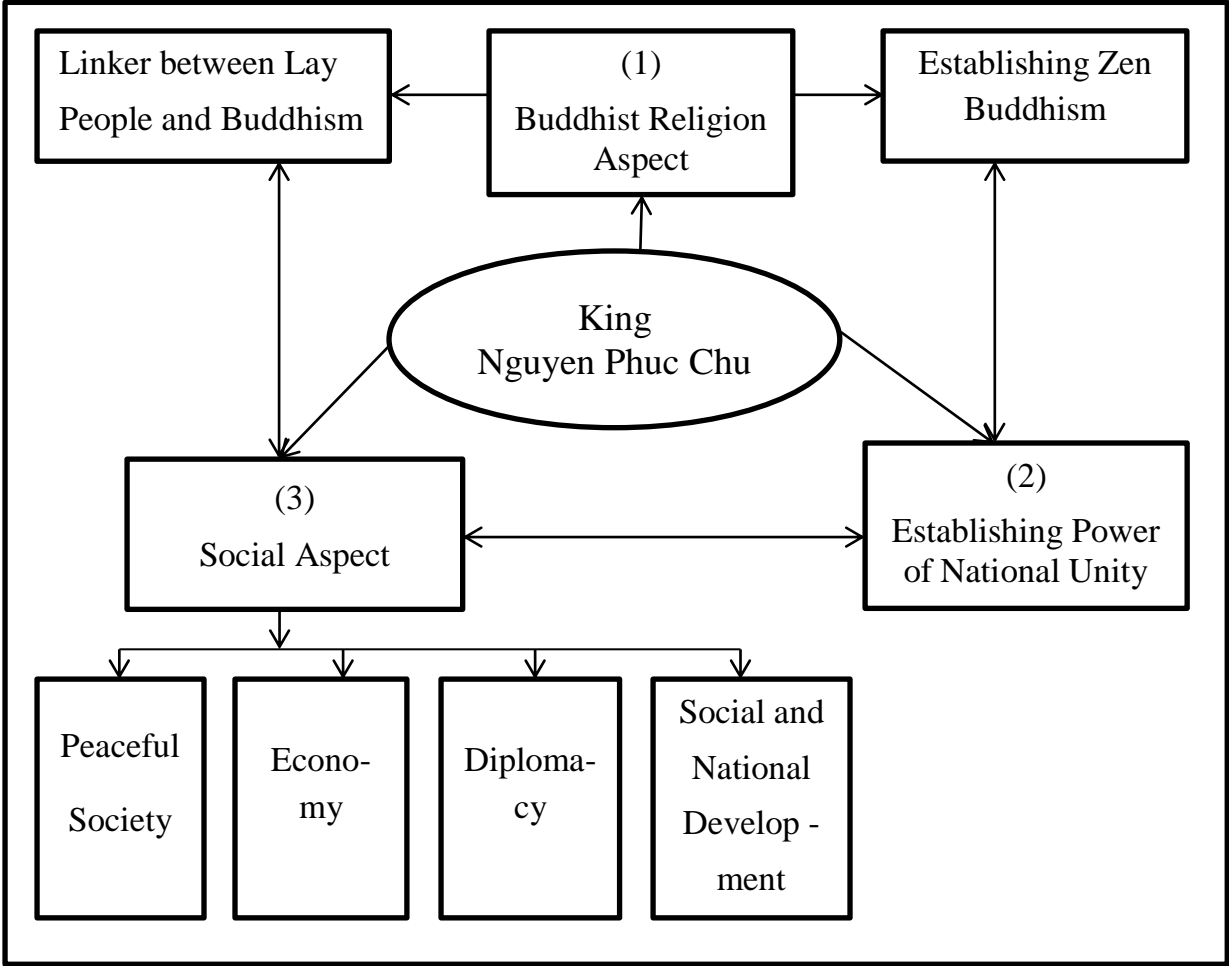 Linker between Lay
People and Buddhism
(1)
Buddhist Religion
Aspect
Establishing Zen
Buddhism
King
Nguyen Phuc Chu
(3)
Social Aspect
(2)
Establishing Power
of National Unity
Peaceful
Society
Econo-
my
Diploma-
cy
Social and
National
Develop -
ment